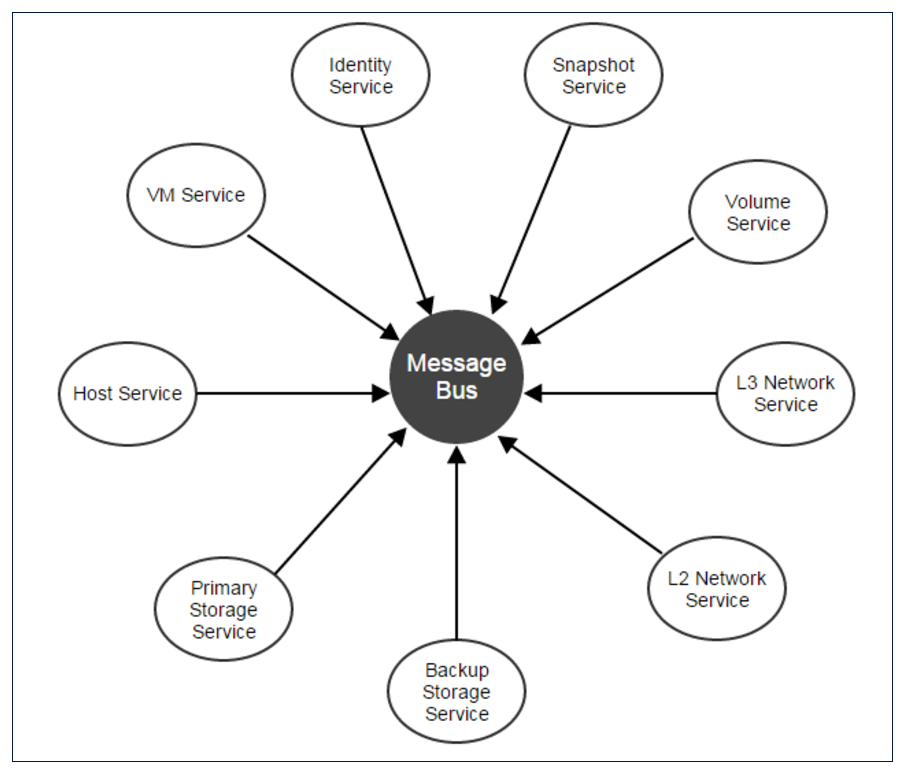 Identity
Service
Snapshot
Service
VM Service
Volume
Service
Message
Bus
Host Service
L3 Network
Service
Primary
Storage
Service
L2 Network
Service
Backup
Storage
Service